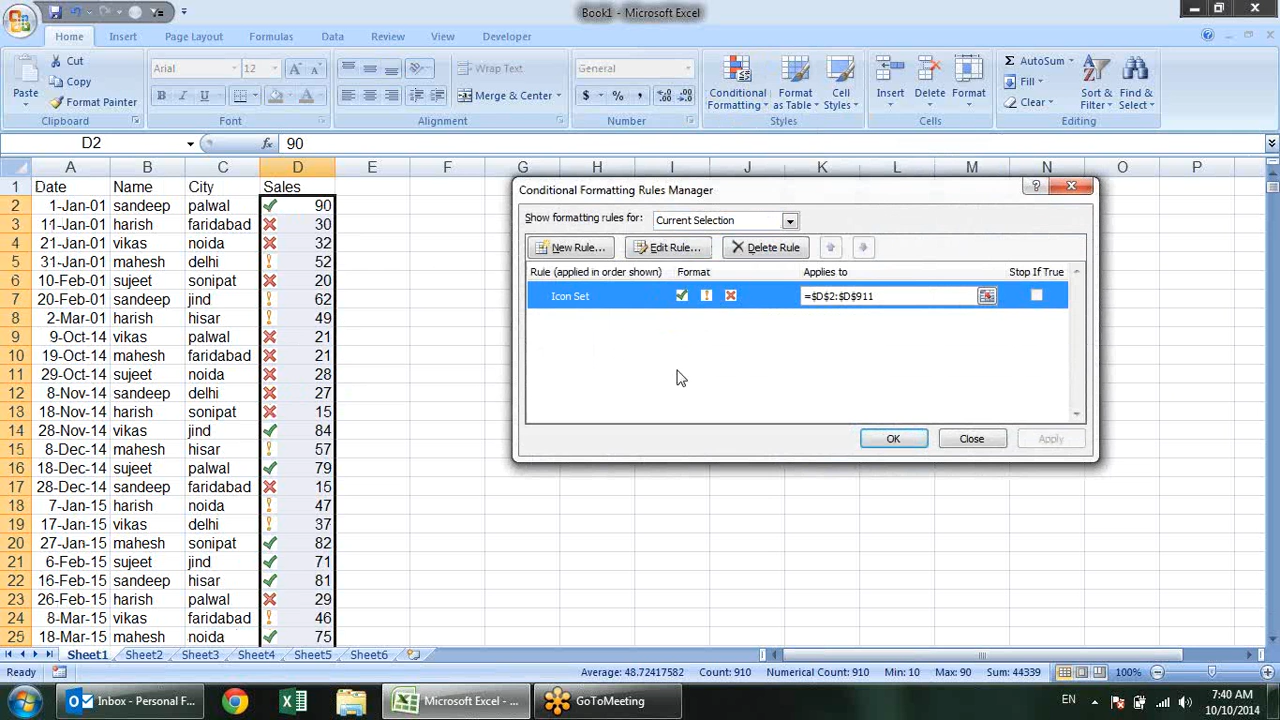 Book1 - Microsoft Excel
Home Insert Page Layout Formulas Data Review View Developer
Paste
Cut
Copy
Format Painter
Clipboard
Arial 12
B I U
Font
Wrap Text
Merge & Center
Alignment
General
$ % ,
Number
Conditional Formatting
Format as Table
Cell Styles
Styles
Insert Delete Format
Cells
AutoSum
Fill
Clear
Sort & Filter
Find & Select
Editing
D2 fx 90
A B C D E F G H I J K L M N O P
1 Date Name City Sales
2 1-Jan-01 sandeep palwal 90
3 11-Jan-01 harish faridabad 30
4 21-Jan-01 vikas noida 32
5 31-Jan-01 mahesh delhi 52
6 10-Feb-01 sujeet sonipat 20
7 20-Feb-01 sandeep jind 62
8 2-Mar-01 harish hisar 49
9 9-Oct-14 vikas palwal 21
10 19-Oct-14 mahesh faridabad 21
11 29-Oct-14 sujeet noida 28
12 8-Nov-14 sandeep delhi 27
13 18-Nov-14 harish sonipat 15
14 28-Nov-14 vikas jind 84
15 8-Dec-14 mahesh hisar 57
16 18-Dec-14 sujeet palwal 79
17 28-Dec-14 sandeep faridabad 15
18 7-Jan-15 harish noida 47
19 17-Jan-15 vikas delhi 37
20 27-Jan-15 mahesh sonipat 82
21 6-Feb-15 sujeet jind 71
22 16-Feb-15 sandeep hisar 81
23 26-Feb-15 harish palwal 29
24 8-Mar-15 vikas faridabad 46
25 18-Mar-15 mahesh noida 75
Conditional Formatting Rules Manager
Show formatting rules for: Current Selection
New Rule... Edit Rule... Delete Rule
Rule (applied in order shown) Format Applies to Stop If True
Icon Set =$D$2:$D$911
OK Close Apply
Sheet1 Sheet2 Sheet3 Sheet4 Sheet5 Sheet6
Ready Average: 48.72417582 Count: 910 Numerical Count: 910 Min: 10 Max: 90 Sum: 44339 100%
Inbox - Personal F... Microsoft Excel - ... GoToMeeting EN 7:40 AM
10/10/2014